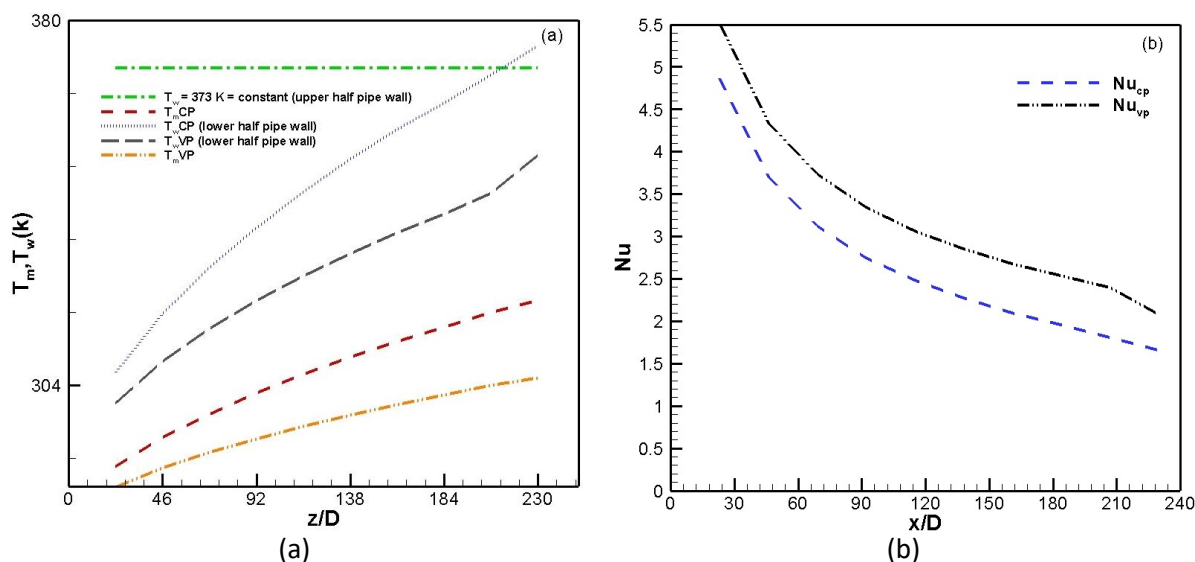 380
(a)
T_w = 373 K = constant (upper half pipe wall)
T_mCP
T_wCP (lower half pipe wall)
T_wVP (lower half pipe wall)
T_mVP
T_m,T_w(k)
304
0 46 92 138 184 230
z/D
(a)
5.5
(b)
5
Nu_cp
Nu_vp
4.5
4
3.5
3
Nu
2.5
2
1.5
1
0.5
0
0 30 60 90 120 150 180 210 240
x/D
(b)